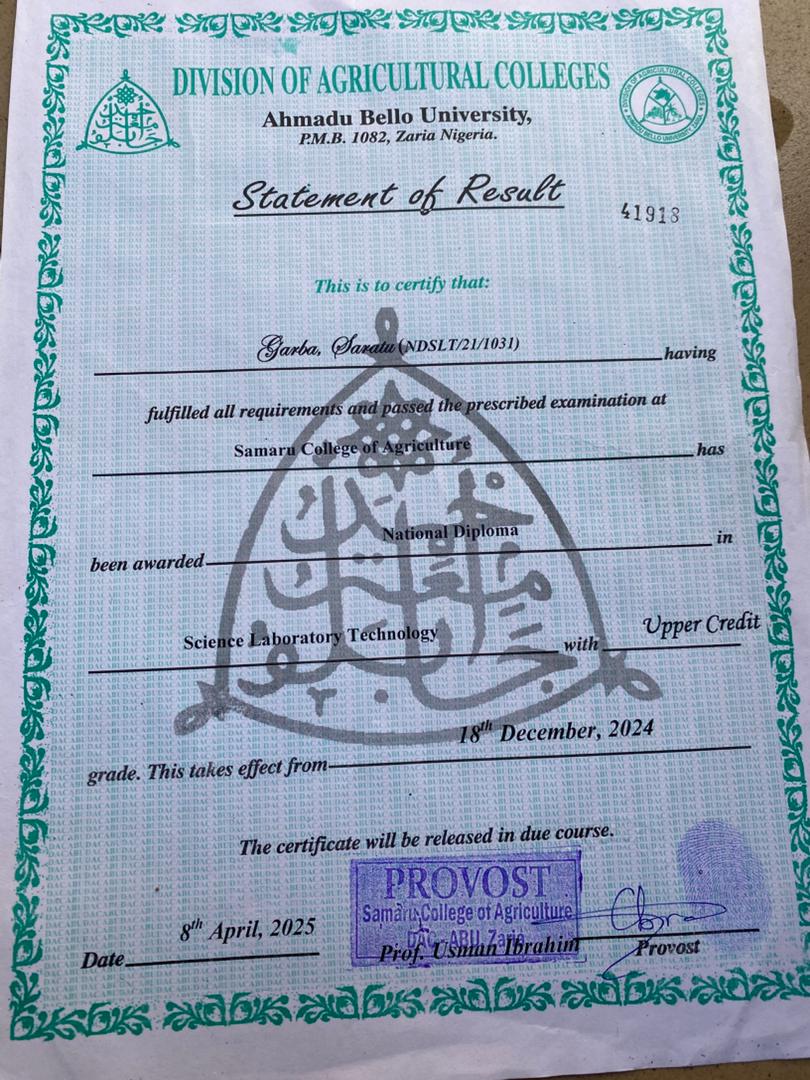 DIVISION OF AGRICULTURAL COLLEGES
Ahmadu Bello University,
P.M.B. 1082, Zaria Nigeria.
Statement of Result
41918
This is to certify that:
Garba, Saratu (NDSLT/21/1031) having
fulfilled all requirements and passed the prescribed examination at
Samaru College of Agriculture has
been awarded National Diploma in
Science Laboratory Technology with Upper Credit
grade. This takes effect from 18th December, 2024
The certificate will be released in due course.
PROVOST
Samaru College of Agriculture
DAC, ABU, Zaria
Date 8th April, 2025 Prof. Usman Ibrahim Provost